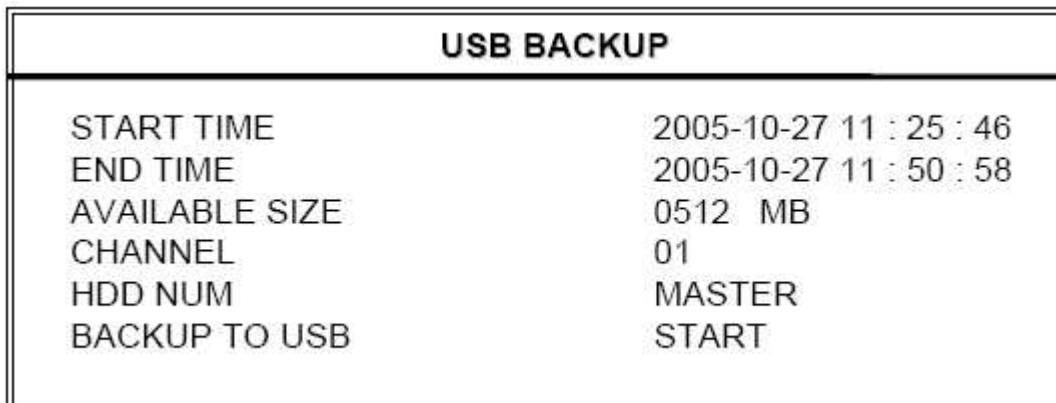 USB BACKUP
START TIME 2005-10-27 11 : 25 : 46
END TIME 2005-10-27 11 : 50 : 58
AVAILABLE SIZE 0512 MB
CHANNEL 01
HDD NUM MASTER
BACKUP TO USB START